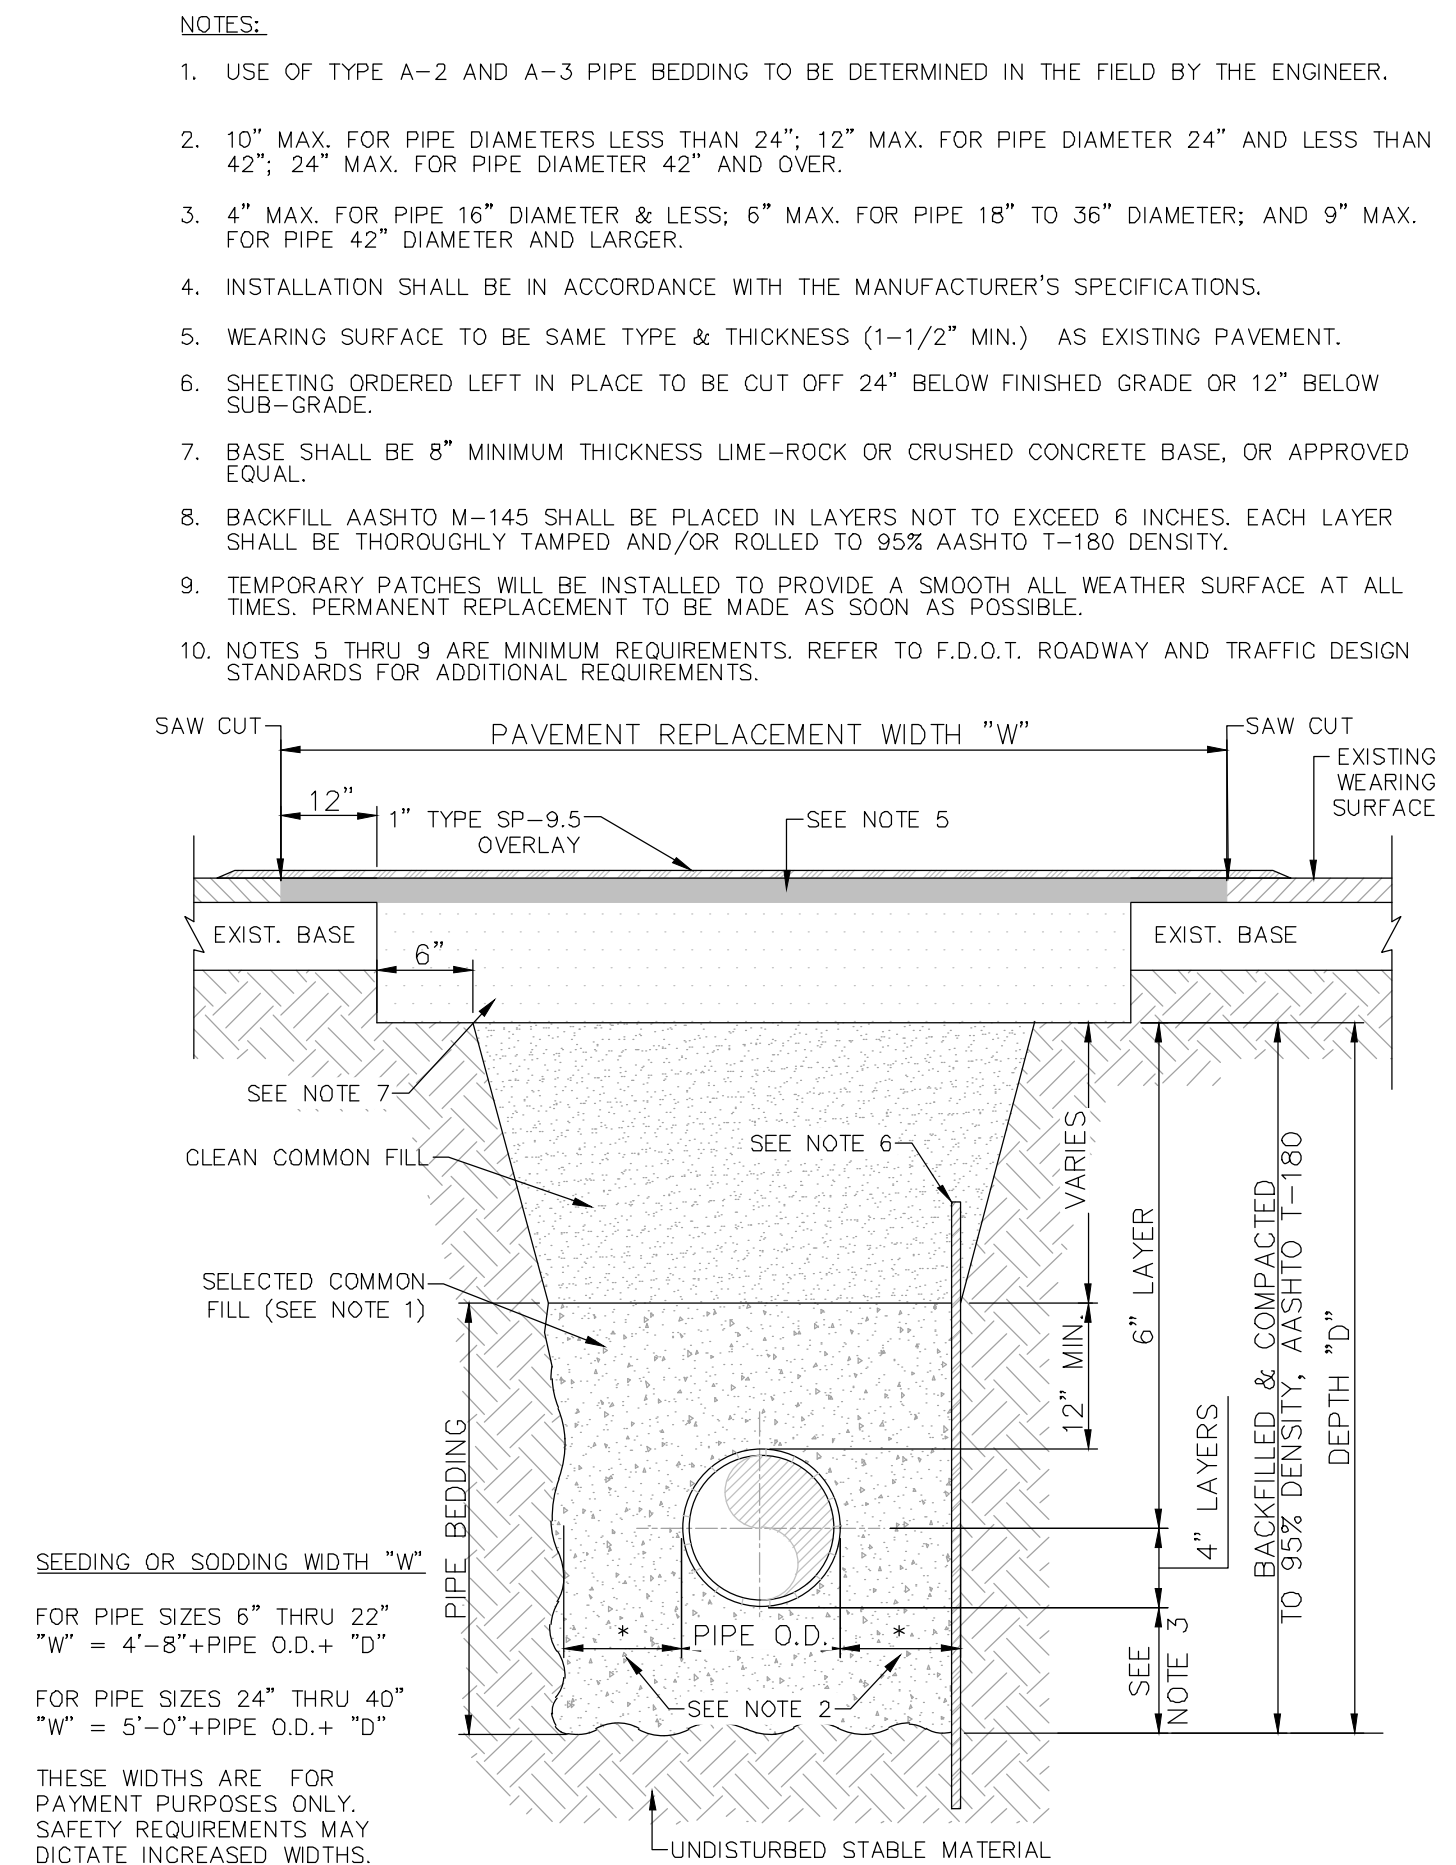 NOTES:
1. USE OF TYPE A-2 AND A-3 PIPE BEDDING TO BE DETERMINED IN THE FIELD BY THE ENGINEER.
2. 10" MAX. FOR PIPE DIAMETERS LESS THAN 24"; 12" MAX. FOR PIPE DIAMETER 24" AND LESS THAN
42"; 24" MAX. FOR PIPE DIAMETER 42" AND OVER.
3. 4" MAX. FOR PIPE 16" DIAMETER & LESS; 6" MAX. FOR PIPE 18" TO 36" DIAMETER; AND 9" MAX.
FOR PIPE 42" DIAMETER AND LARGER.
4. INSTALLATION SHALL BE IN ACCORDANCE WITH THE MANUFACTURER'S SPECIFICATIONS.
5. WEARING SURFACE TO BE SAME TYPE & THICKNESS (1-1/2" MIN.) AS EXISTING PAVEMENT.
6. SHEETING ORDERED LEFT IN PLACE TO BE CUT OFF 24" BELOW FINISHED GRADE OR 12" BELOW
SUB-GRADE.
7. BASE SHALL BE 8" MINIMUM THICKNESS LIME-ROCK OR CRUSHED CONCRETE BASE, OR APPROVED
EQUAL.
8. BACKFILL AASHTO M-145 SHALL BE PLACED IN LAYERS NOT TO EXCEED 6 INCHES. EACH LAYER
SHALL BE THOROUGHLY TAMPED AND/OR ROLLED TO 95% AASHTO T-180 DENSITY.
9. TEMPORARY PATCHES WILL BE INSTALLED TO PROVIDE A SMOOTH ALL WEATHER SURFACE AT ALL
TIMES. PERMANENT REPLACEMENT TO BE MADE AS SOON AS POSSIBLE.
10. NOTES 5 THRU 9 ARE MINIMUM REQUIREMENTS. REFER TO F.D.O.T. ROADWAY AND TRAFFIC DESIGN
STANDARDS FOR ADDITIONAL REQUIREMENTS.
SAW CUT
PAVEMENT REPLACEMENT WIDTH "W"
SAW CUT
EXISTING
WEARING
SURFACE
12"
1" TYPE SP-9.5
OVERLAY
SEE NOTE 5
EXIST. BASE
EXIST. BASE
6"
SEE NOTE 7
CLEAN COMMON FILL
SEE NOTE 6
SELECTED COMMON
FILL (SEE NOTE 1)
VARIES
12" MIN.
6" LAYER
4" LAYERS
SEE
NOTE 3
BACKFILLED & COMPACTED
TO 95% DENSITY, AASHTO T-180
DEPTH "D"
PIPE BEDDING
* PIPE O.D. *
SEE NOTE 2
UNDISTURBED STABLE MATERIAL
SEEDING OR SODDING WIDTH "W"
FOR PIPE SIZES 6" THRU 22"
"W" = 4'-8"+PIPE O.D.+ "D"
FOR PIPE SIZES 24" THRU 40"
"W" = 5'-0"+PIPE O.D.+ "D"
THESE WIDTHS ARE FOR
PAYMENT PURPOSES ONLY.
SAFETY REQUIREMENTS MAY
DICTATE INCREASED WIDTHS.